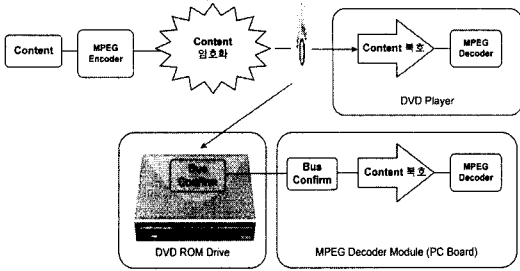 Content
MPEG
Encoder
Content
암호화
Content 복호
MPEG
Decoder
DVD Player
Bus
Confirm
DVD ROM Drive
Bus
Confirm
Content 복호
MPEG
Decoder
MPEG Decoder Module (PC Board)